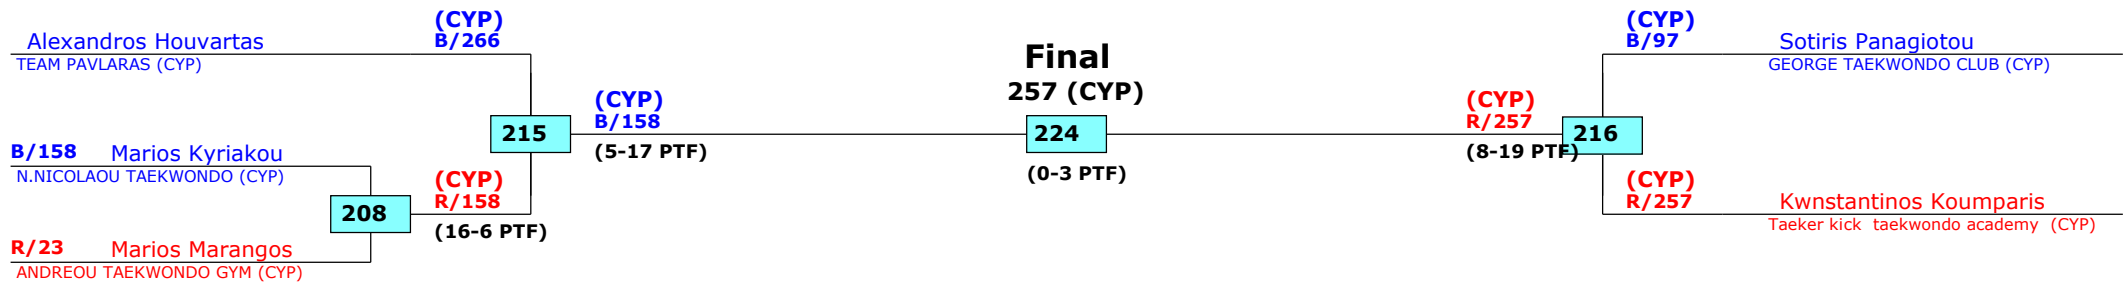 (CYP)
B/266
Alexandros Houvartas
TEAM PAVLARAS (CYP)
215
(CYP)
B/158
(5-17 PTF)
B/158 Marios Kyriakou
N.NICOLAOU TAEKWONDO (CYP)
208
(CYP)
R/158
(16-6 PTF)
R/23 Marios Marangos
ANDREOU TAEKWONDO GYM (CYP)
Final
257 (CYP)
224
(0-3 PTF)
(CYP)
B/97
Sotiris Panagiotou
GEORGE TAEKWONDO CLUB (CYP)
(CYP)
R/257
216
(8-19 PTF)
(CYP)
R/257
Kwnstantinos Koumparis
Taeker kick taekwondo academy (CYP)